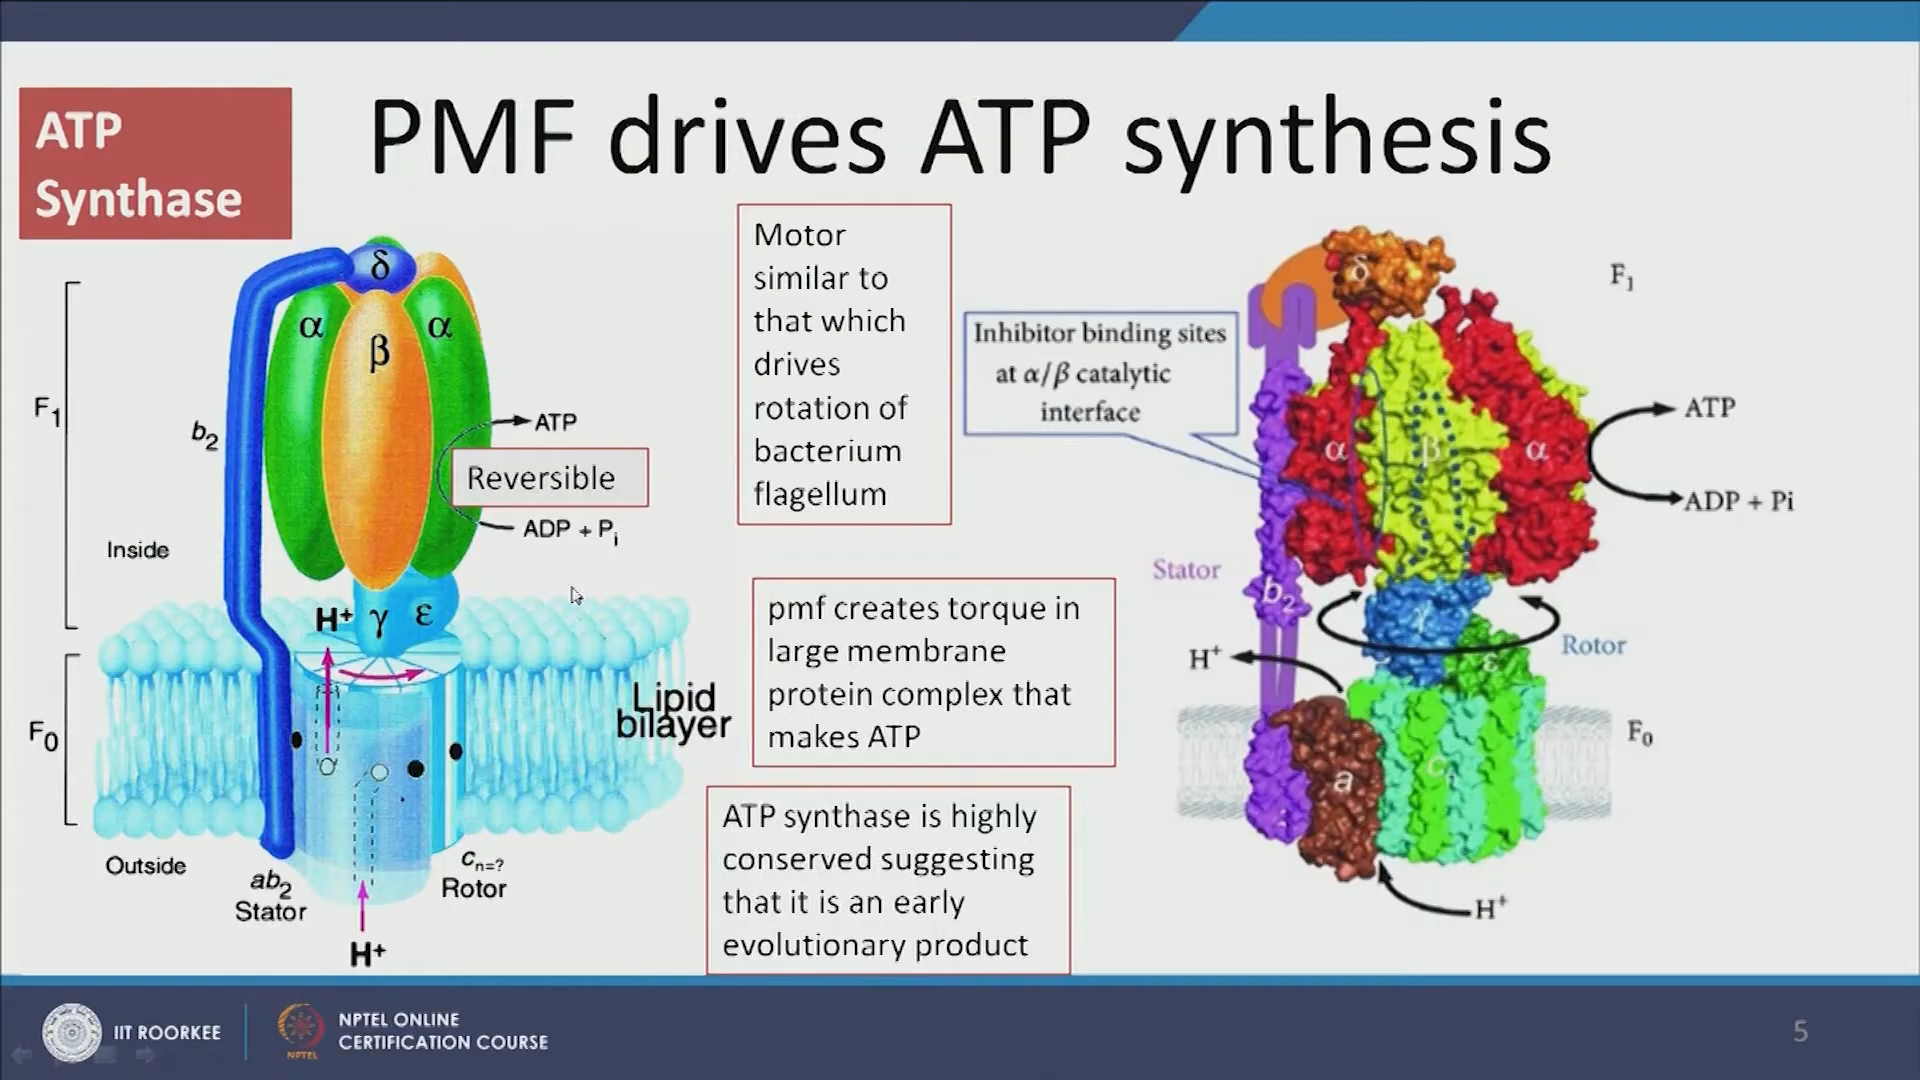 ATP
Synthase
PMF drives ATP synthesis
δ
α
β
α
F1
b2
ATP
Reversible
ADP + Pi
Inside
H+
γ
ε
F0
Lipid
bilayer
Outside
ab2
Stator
cn=?
Rotor
H+
Motor
similar to
that which
drives
rotation of
bacterium
flagellum
pmf creates torque in
large membrane
protein complex that
makes ATP
ATP synthase is highly
conserved suggesting
that it is an early
evolutionary product
Inhibitor binding sites
at α/β catalytic
interface
δ
F1
α
β
α
ATP
ADP + Pi
Stator
b2
γ
Rotor
H+
ε
F0
a
H+
IIT ROORKEE
NPTEL
NPTEL ONLINE
CERTIFICATION COURSE
5